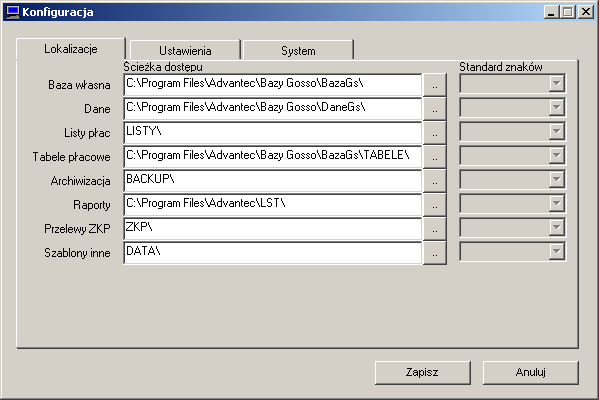 Konfiguracja
Lokalizacje Ustawienia System
Ścieżka dostępu Standard znaków
Baza własna C:\Program Files\Advantec\Bazy Gosso\BazaGs\ ..
Dane C:\Program Files\Advantec\Bazy Gosso\DaneGs\ ..
Listy płac LISTY\ ..
Tabele płacowe C:\Program Files\Advantec\Bazy Gosso\BazaGs\TABELE\ ..
Archiwizacja BACKUP\ ..
Raporty C:\Program Files\Advantec\LST\ ..
Przelewy ZKP ZKP\ ..
Szablony inne DATA\ ..
Zapisz Anuluj